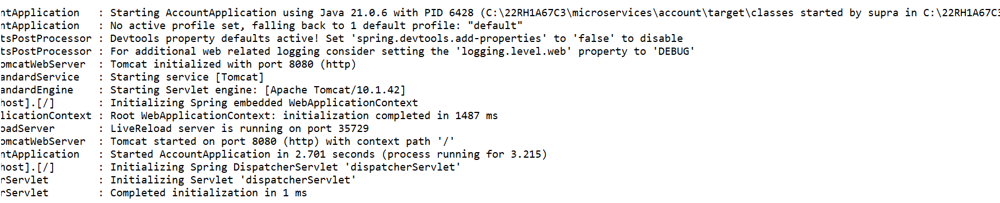 ntApplication : Starting AccountApplication using Java 21.0.6 with PID 6428 (C:\22RH1A67C3\microservices\account\target\classes started by supra in C:\22RH1A67C3
ntApplication : No active profile set, falling back to 1 default profile: "default"
tsPostProcessor : Devtools property defaults active! Set 'spring.devtools.add-properties' to 'false' to disable
tsPostProcessor : For additional web related logging consider setting the 'logging.level.web' property to 'DEBUG'
omcatWebServer : Tomcat initialized with port 8080 (http)
andardService : Starting service [Tomcat]
andardEngine : Starting Servlet engine: [Apache Tomcat/10.1.42]
host].[/] : Initializing Spring embedded WebApplicationContext
licationContext : Root WebApplicationContext: initialization completed in 1487 ms
oadServer : LiveReload server is running on port 35729
omcatWebServer : Tomcat started on port 8080 (http) with context path '/'
ntApplication : Started AccountApplication in 2.701 seconds (process running for 3.215)
host].[/] : Initializing Spring DispatcherServlet 'dispatcherServlet'
rServlet : Initializing Servlet 'dispatcherServlet'
rServlet : Completed initialization in 1 ms